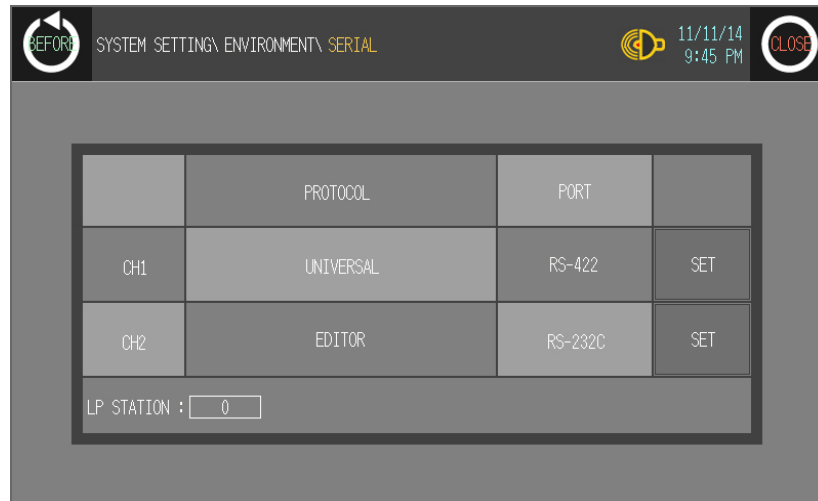 BEFORE SYSTEM SETTING\ ENVIRONMENT\ SERIAL 11/11/14 CLOSE
9:45 PM
PROTOCOL PORT
CH1 UNIVERSAL RS-422 SET
CH2 EDITOR RS-232C SET
LP STATION : 0